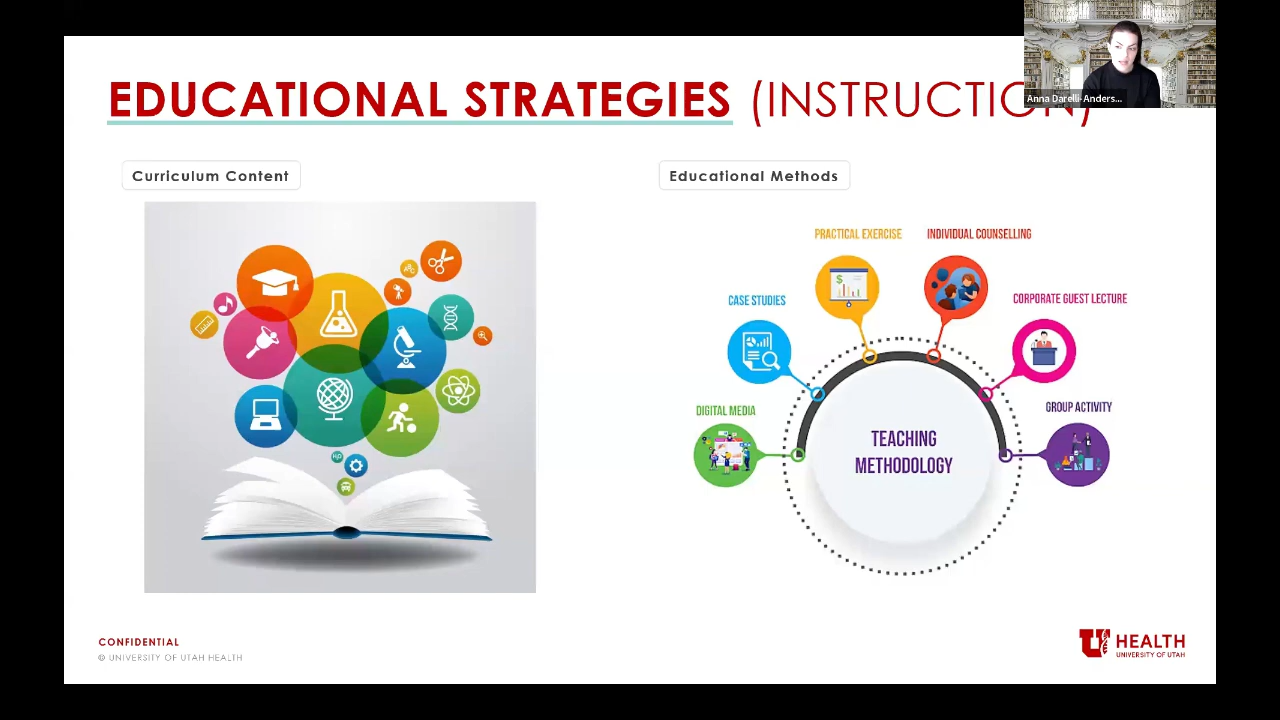 EDUCATIONAL STRATEGIES (INSTRUCTION)
Anna Darelli-Anders...
Curriculum Content
Educational Methods
PRACTICAL EXERCISE
INDIVIDUAL COUNSELLING
CASE STUDIES
CORPORATE GUEST LECTURE
DIGITAL MEDIA
GROUP ACTIVITY
TEACHING
METHODOLOGY
$
H₂O
CONFIDENTIAL
© UNIVERSITY OF UTAH HEALTH
U HEALTH
UNIVERSITY OF UTAH